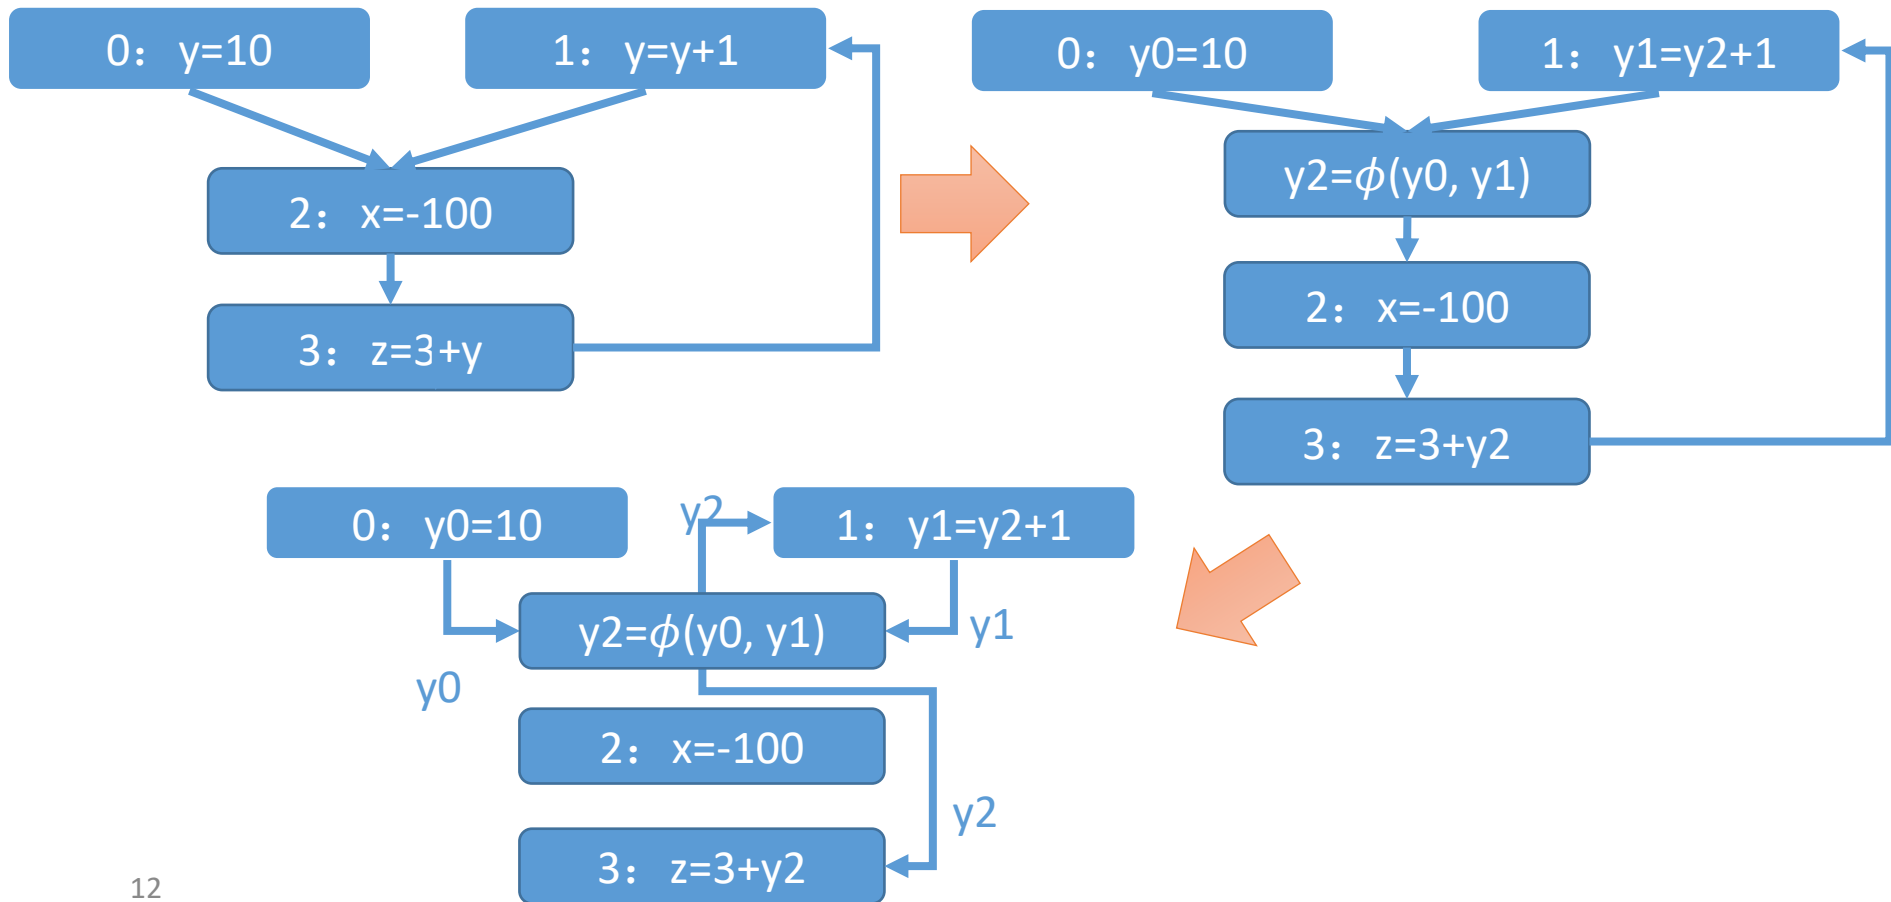 0： y=10
1： y=y+1
2： x=-100
3： z=3+y
0： y0=10
1： y1=y2+1
y2=ϕ(y0, y1)
2： x=-100
3： z=3+y2
0： y0=10
y2
1： y1=y2+1
y2=ϕ(y0, y1)
y1
y0
2： x=-100
y2
3： z=3+y2
12